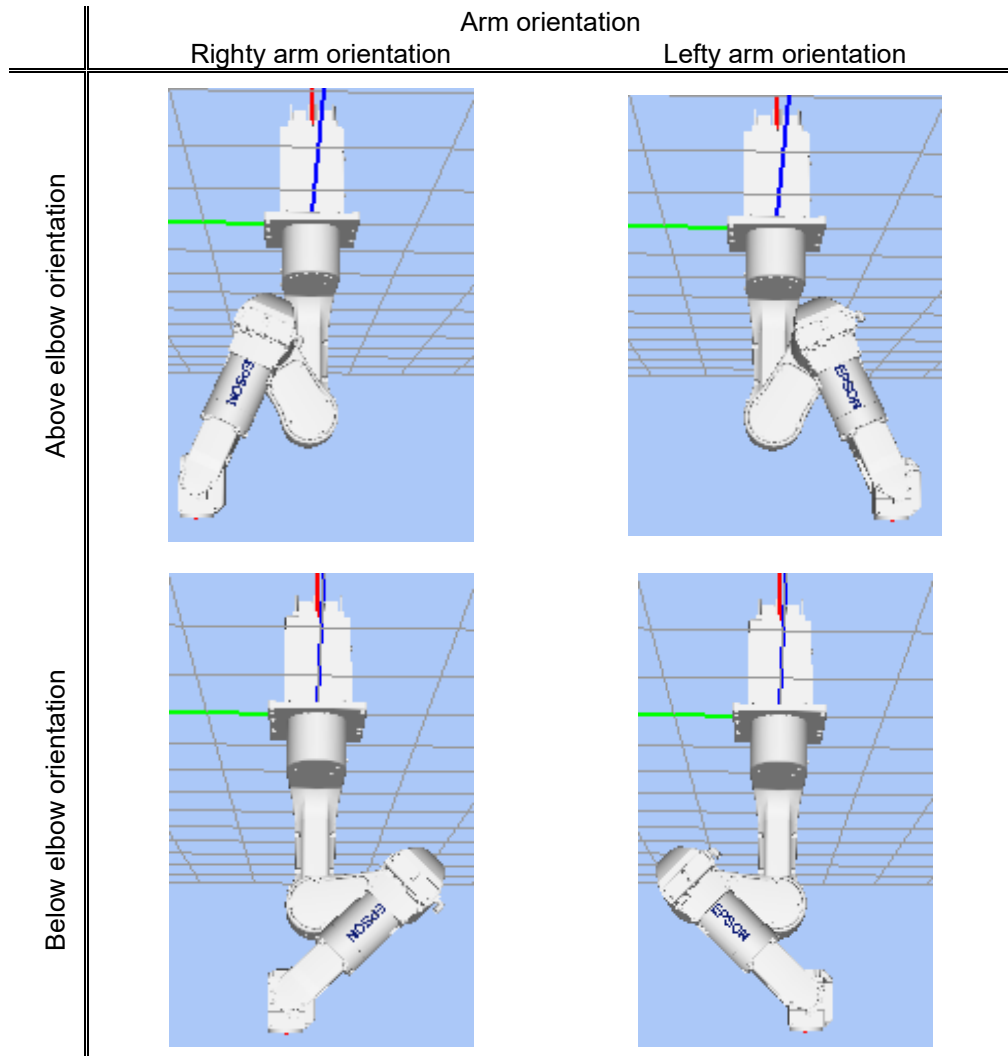 Arm orientation
Righty arm orientation
Lefty arm orientation
Above elbow orientation
EPSON
EPSON
Below elbow orientation
EPSON
EPSON